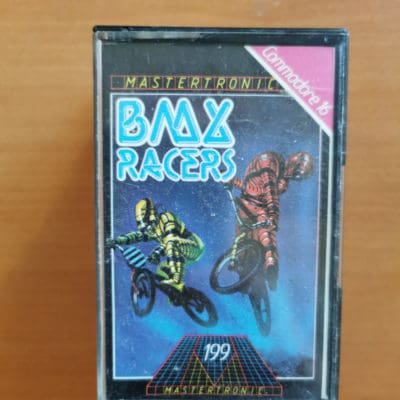 MASTERTRONIC
Commodore 16
BMX
RACERS
199
MASTERTRONIC